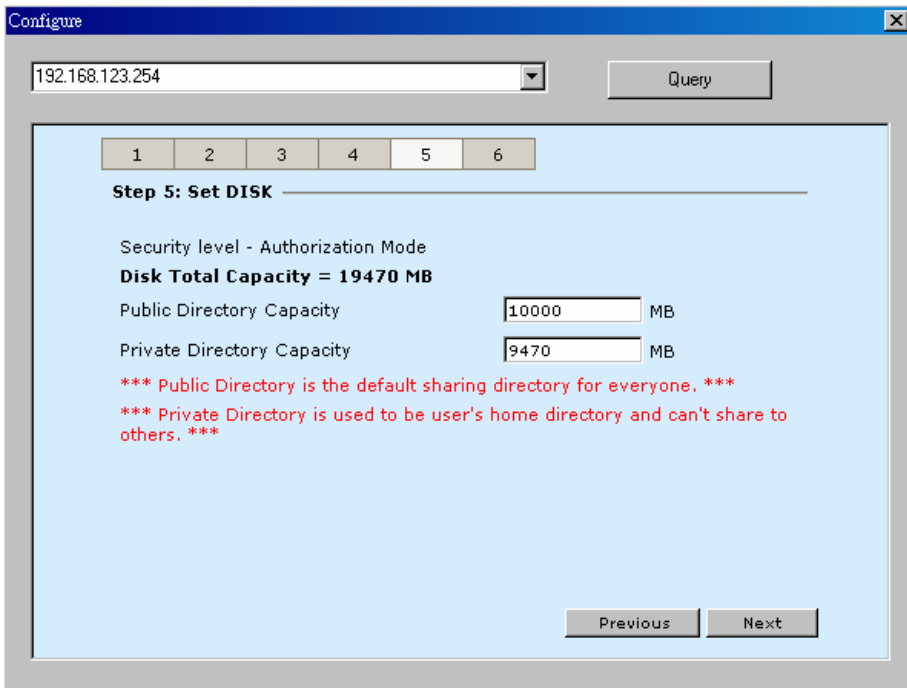 Configure
192.168.123.254
Query
1 2 3 4 5 6
Step 5: Set DISK
Security level - Authorization Mode
Disk Total Capacity = 19470 MB
Public Directory Capacity 10000 MB
Private Directory Capacity 9470 MB
*** Public Directory is the default sharing directory for everyone. ***
*** Private Directory is used to be user's home directory and can't share to
others. ***
Previous Next